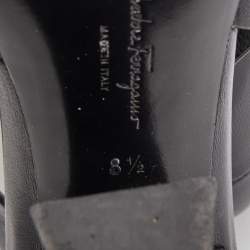 Salvatore Ferragamo
MADE IN ITALY
8 ½